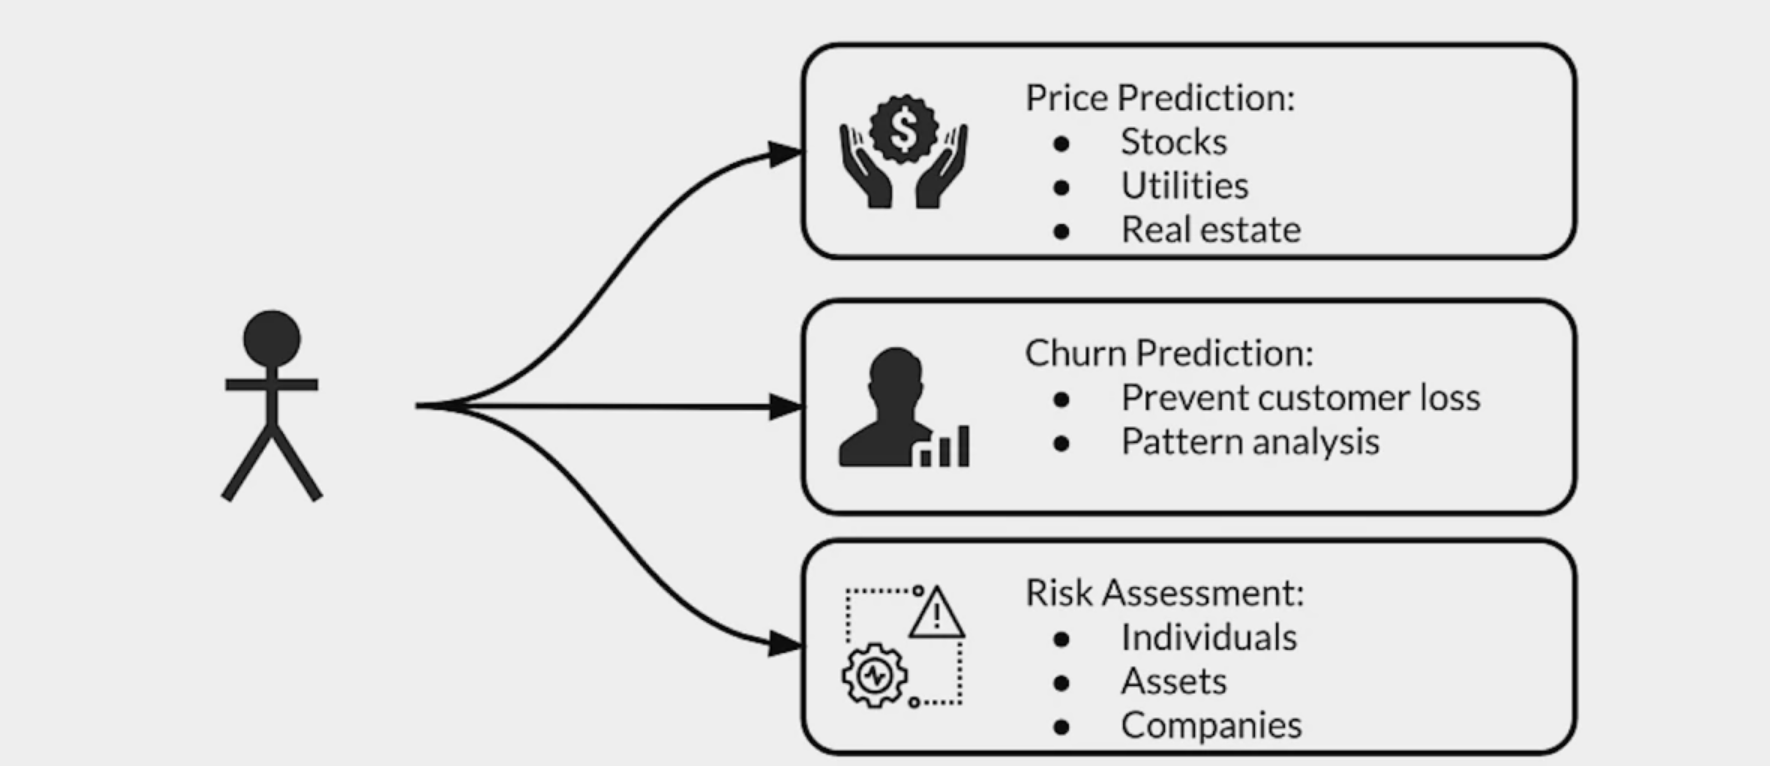 Price Prediction:
● Stocks
● Utilities
● Real estate
Churn Prediction:
● Prevent customer loss
● Pattern analysis
Risk Assessment:
● Individuals
● Assets
● Companies